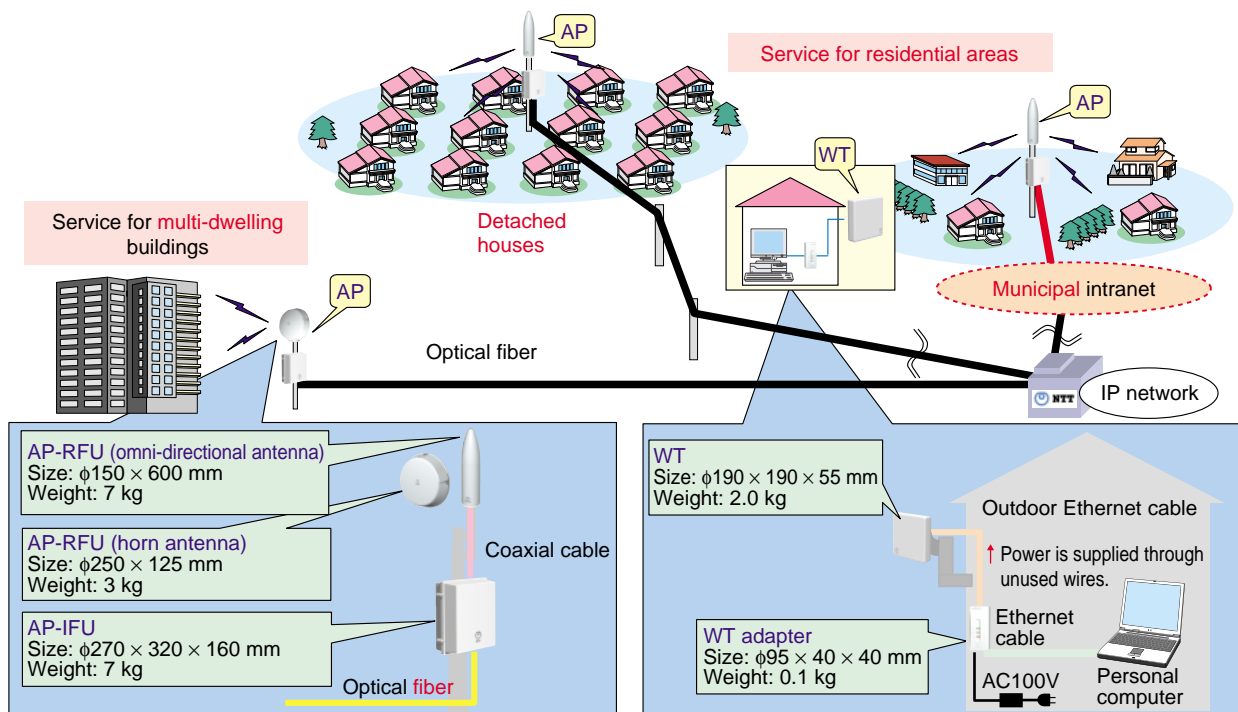 AP
Service for residential areas
AP
WT
Service for multi-dwelling
buildings
Detached
houses
AP
Municipal intranet
Optical fiber
NTT
IP network
AP-RFU (omni-directional antenna)
Size: ϕ150 × 600 mm
Weight: 7 kg
AP-RFU (horn antenna)
Size: ϕ250 × 125 mm
Weight: 3 kg
AP-IFU
Size: ϕ270 × 320 × 160 mm
Weight: 7 kg
Coaxial cable
Optical fiber
WT
Size: ϕ190 × 190 × 55 mm
Weight: 2.0 kg
Outdoor Ethernet cable
↑ Power is supplied through
unused wires.
Ethernet
cable
WT adapter
Size: ϕ95 × 40 × 40 mm
Weight: 0.1 kg
AC100V
Personal
computer